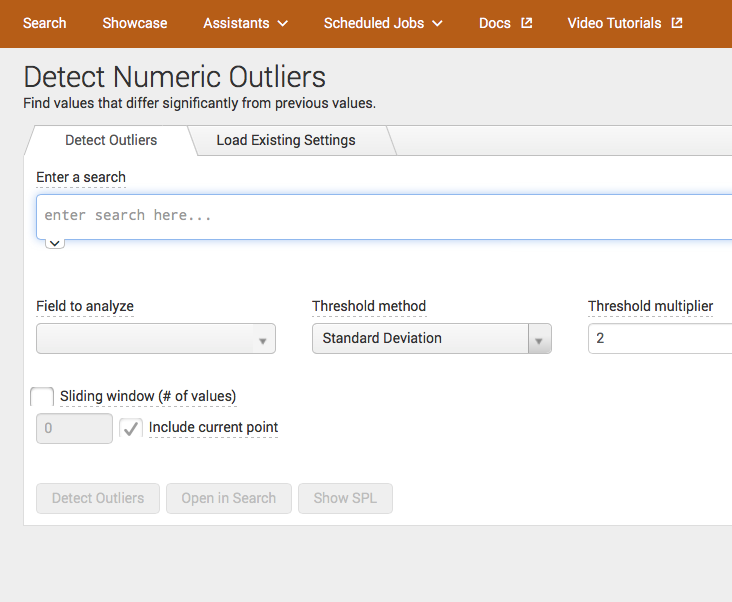 Search Showcase Assistants Scheduled Jobs Docs Video Tutorials
Detect Numeric Outliers
Find values that differ significantly from previous values.
Detect Outliers Load Existing Settings
Enter a search
enter search here...
Field to analyze Threshold method Threshold multiplier
Standard Deviation 2
Sliding window (# of values)
0 Include current point
Detect Outliers Open in Search Show SPL